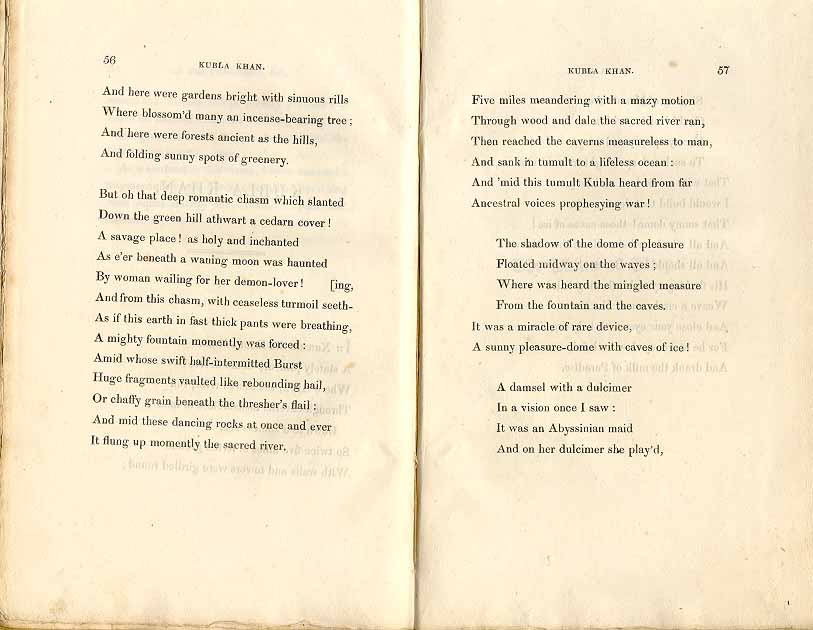 56
KUBLA KHAN.
And here were gardens bright with sinuous rills
Where blossom'd many an incense-bearing tree ;
And here were forests ancient as the hills,
And folding sunny spots of greenery.
But oh that deep romantic chasm which slanted
Down the green hill athwart a cedarn cover !
A savage place ! as holy and inchanted
As e'er beneath a waning moon was haunted
By woman wailing for her demon-lover ! [ing,
And from this chasm, with ceaseless turmoil seeth-
As if this earth in fast thick pants were breathing,
A mighty fountain momently was forced :
Amid whose swift half-intermitted Burst
Huge fragments vaulted like rebounding hail,
Or chaffy grain beneath the thresher's flail :
And mid these dancing rocks at once and ever
It flung up momently the sacred river.
KUBLA KHAN.
57
Five miles meandering with a mazy motion
Through wood and dale the sacred river ran,
Then reached the caverns measureless to man,
And sank in tumult to a lifeless ocean :
And 'mid this tumult Kubla heard from far
Ancestral voices prophesying war !
The shadow of the dome of pleasure
Floated midway on the waves ;
Where was heard the mingled measure
From the fountain and the caves.
It was a miracle of rare device,
A sunny pleasure-dome with caves of ice !
A damsel with a dulcimer
In a vision once I saw :
It was an Abyssinian maid
And on her dulcimer she play'd,